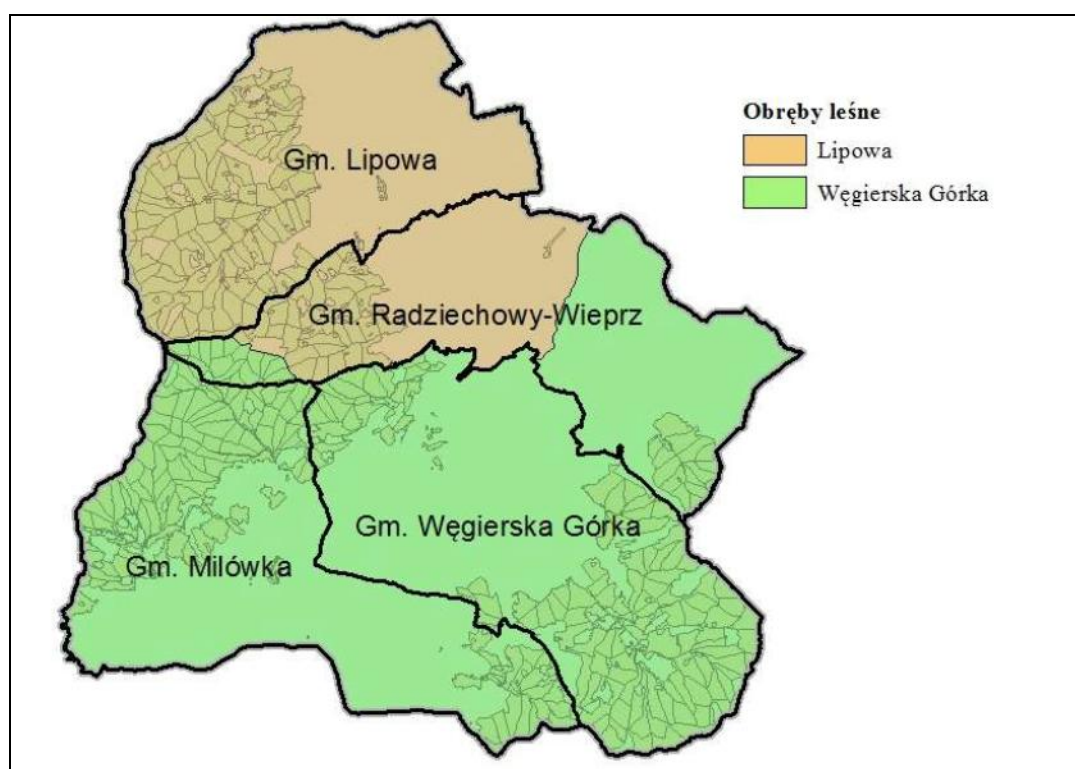 Obręby leśne
Lipowa
Węgierska Górka
Gm. Lipowa
Gm. Radziechowy-Wieprz
Gm. Węgierska Górka
Gm. Milówka